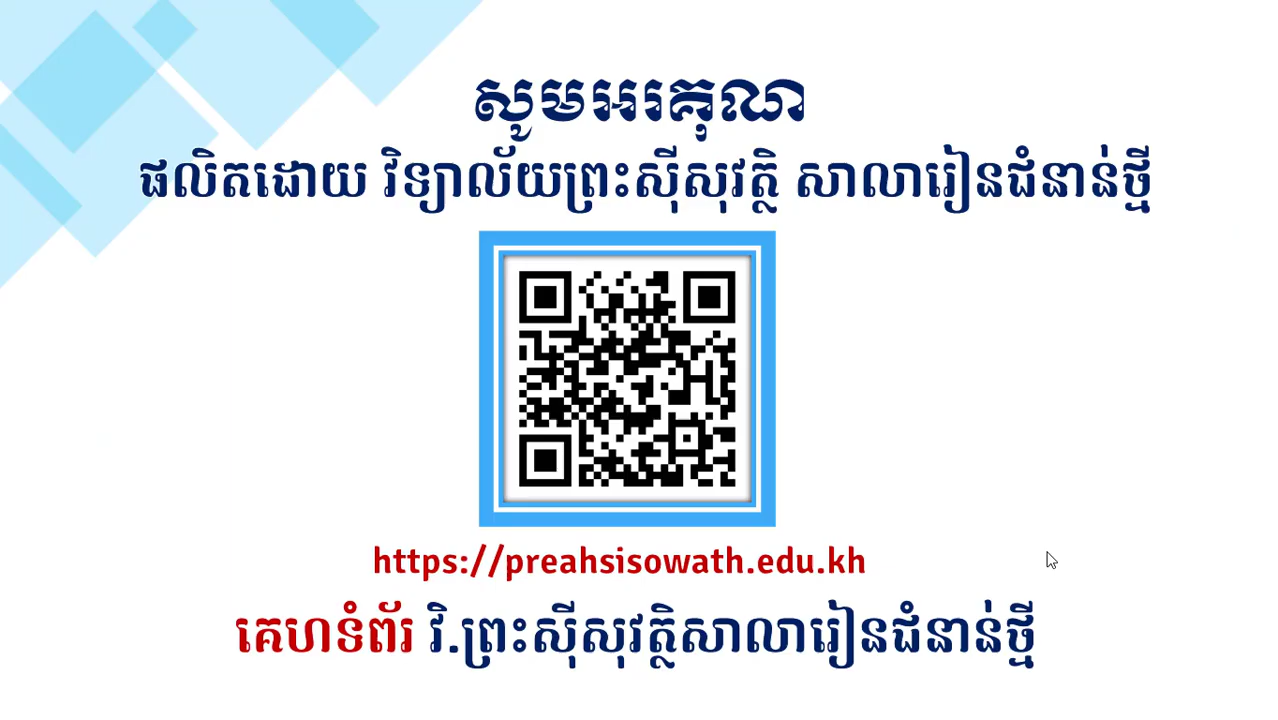 សូមអរគុណ
ផលិតដោយ វិទ្យាល័យព្រះស៊ីសុវត្ថិ សាលារៀនជំនាន់ថ្មី
https://preahsisowath.edu.kh
គេហទំព័រ វិ.ព្រះស៊ីសុវត្ថិសាលារៀនជំនាន់ថ្មី